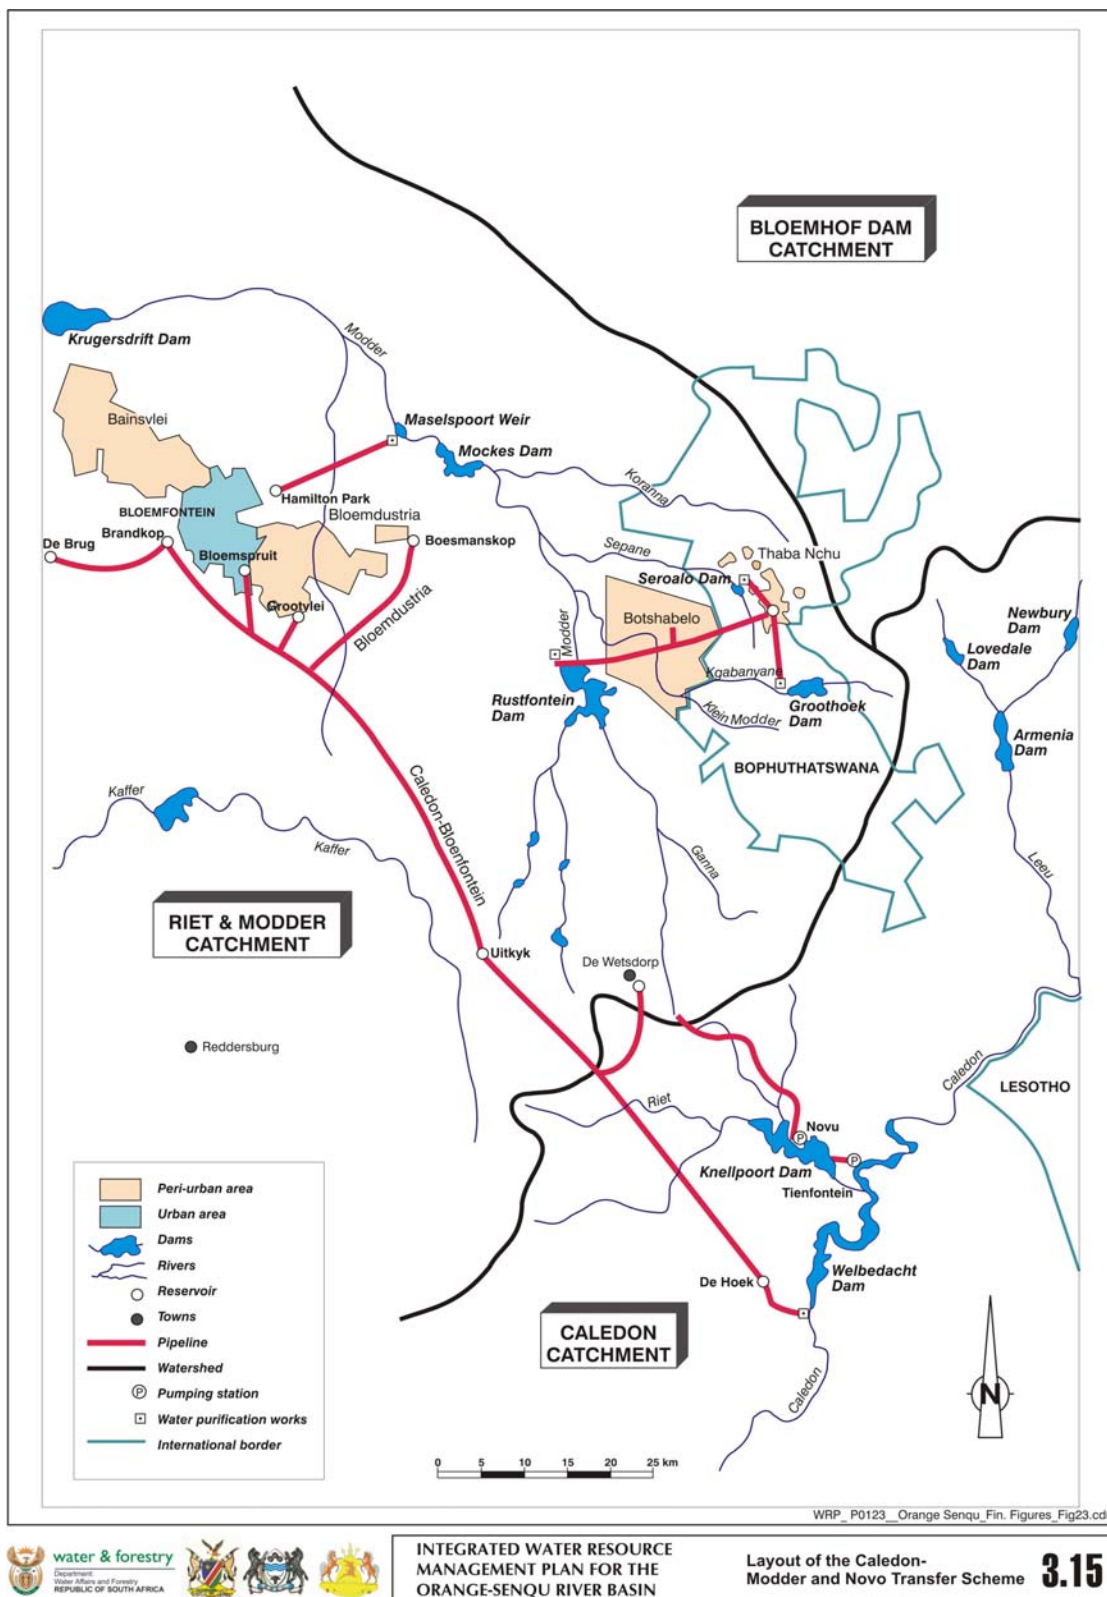 BLOEMHOF DAM
CATCHMENT
Krugersdrift Dam
Modder
Bainsvlei
Maselspoort Weir
Mockes Dam
Koranna
Hamilton Park
BLOEMFONTEIN
Bloemdustria
Brandkop
De Brug
Boesmanskop
Bloemspruit
Sepane
Thaba Nchu
Seroalo Dam
Grootvlei
Bloemdustria
Botshabelo
Modder
Newbury
Dam
Lovedale
Dam
Kgabanyane
Rustfontein
Dam
Klein Modder
Groothoek
Dam
Armenia
Dam
BOPHUTHATSWANA
Kaffer
Kaffer
Caledon-Bloenfontein
Ganna
Leeu
RIET & MODDER
CATCHMENT
Uitkyk
De Wetsdorp
Reddersburg
Caledon
LESOTHO
Riet
Novu
P
Knellpoort Dam
P
Tienfontein
Welbedacht
Dam
De Hoek
CALEDON
CATCHMENT
Caledon
N
Peri-urban area
Urban area
Dams
Rivers
Reservoir
Towns
Pipeline
Watershed
P Pumping station
Water purification works
International border
0 5 10 15 20 25 km
WRP_ P0123__Orange Senqu_Fin. Figures_Fig23.cd
water & forestry
Department:
Water Affairs and Forestry
REPUBLIC OF SOUTH AFRICA
INTEGRATED WATER RESOURCE
MANAGEMENT PLAN FOR THE
ORANGE-SENQU RIVER BASIN
Layout of the Caledon-
Modder and Novo Transfer Scheme
3.15